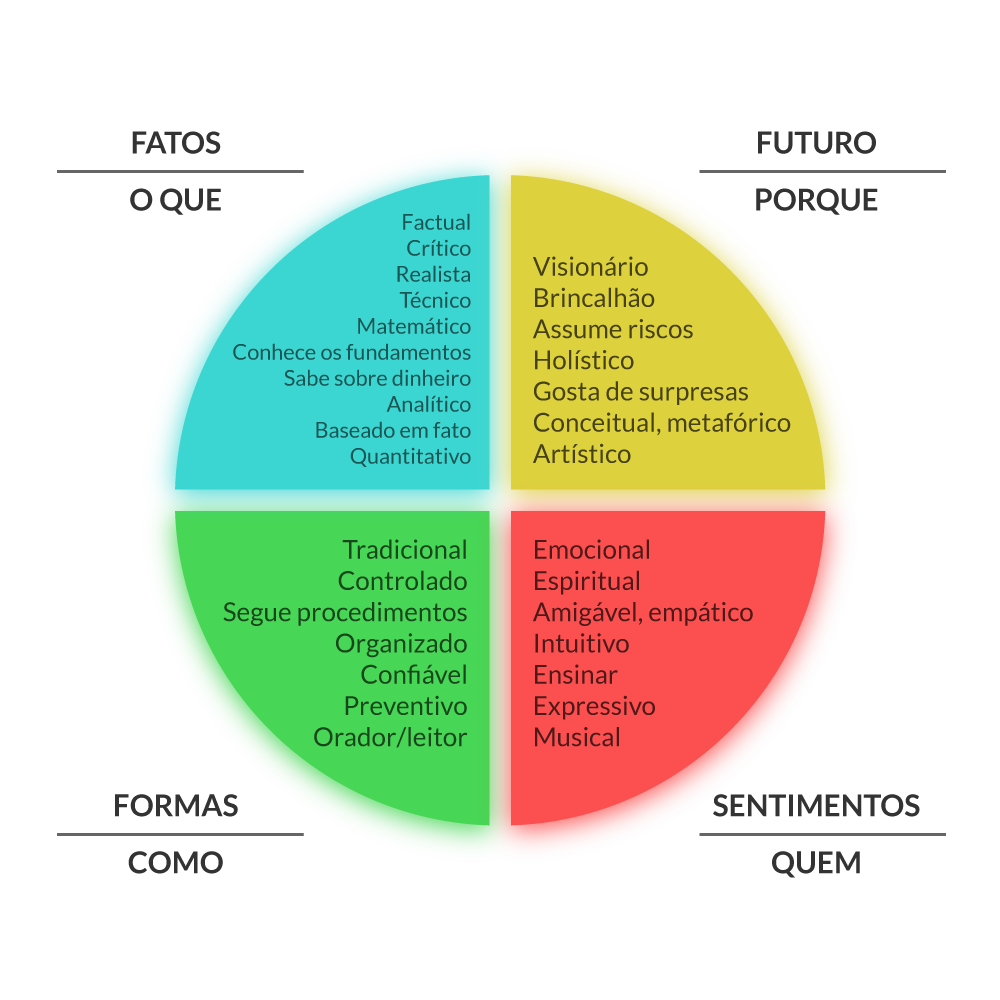 FATOS
O QUE
Factual
Crítico
Realista
Técnico
Matemático
Conhece os fundamentos
Sabe sobre dinheiro
Analítico
Baseado em fato
Quantitativo
FUTURO
PORQUE
Visionário
Brincalhão
Assume riscos
Holístico
Gosta de surpresas
Conceitual, metafórico
Artístico
Tradicional
Controlado
Segue procedimentos
Organizado
Confiável
Preventivo
Orador/leitor
FORMAS
COMO
Emocional
Espiritual
Amigável, empático
Intuitivo
Ensinar
Expressivo
Musical
SENTIMENTOS
QUEM